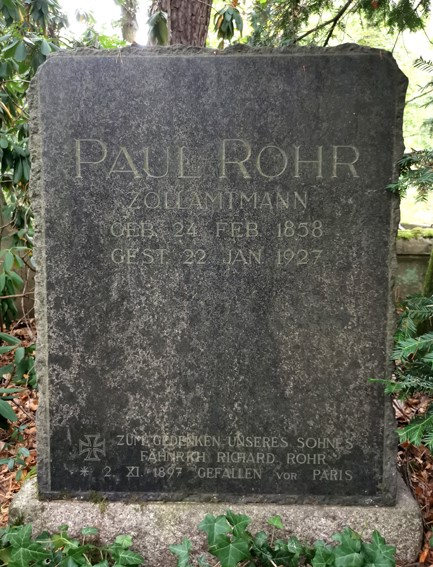 PAUL ROHR
ZOLLAMTMANN
GEB. 24. FEB. 1858
GEST. 22. JAN. 1927
ZUM GEDENKEN UNSERES SOHNES
FÄHNRICH RICHARD ROHR
* 2. XI. 1897 GEFALLEN VOR PARIS